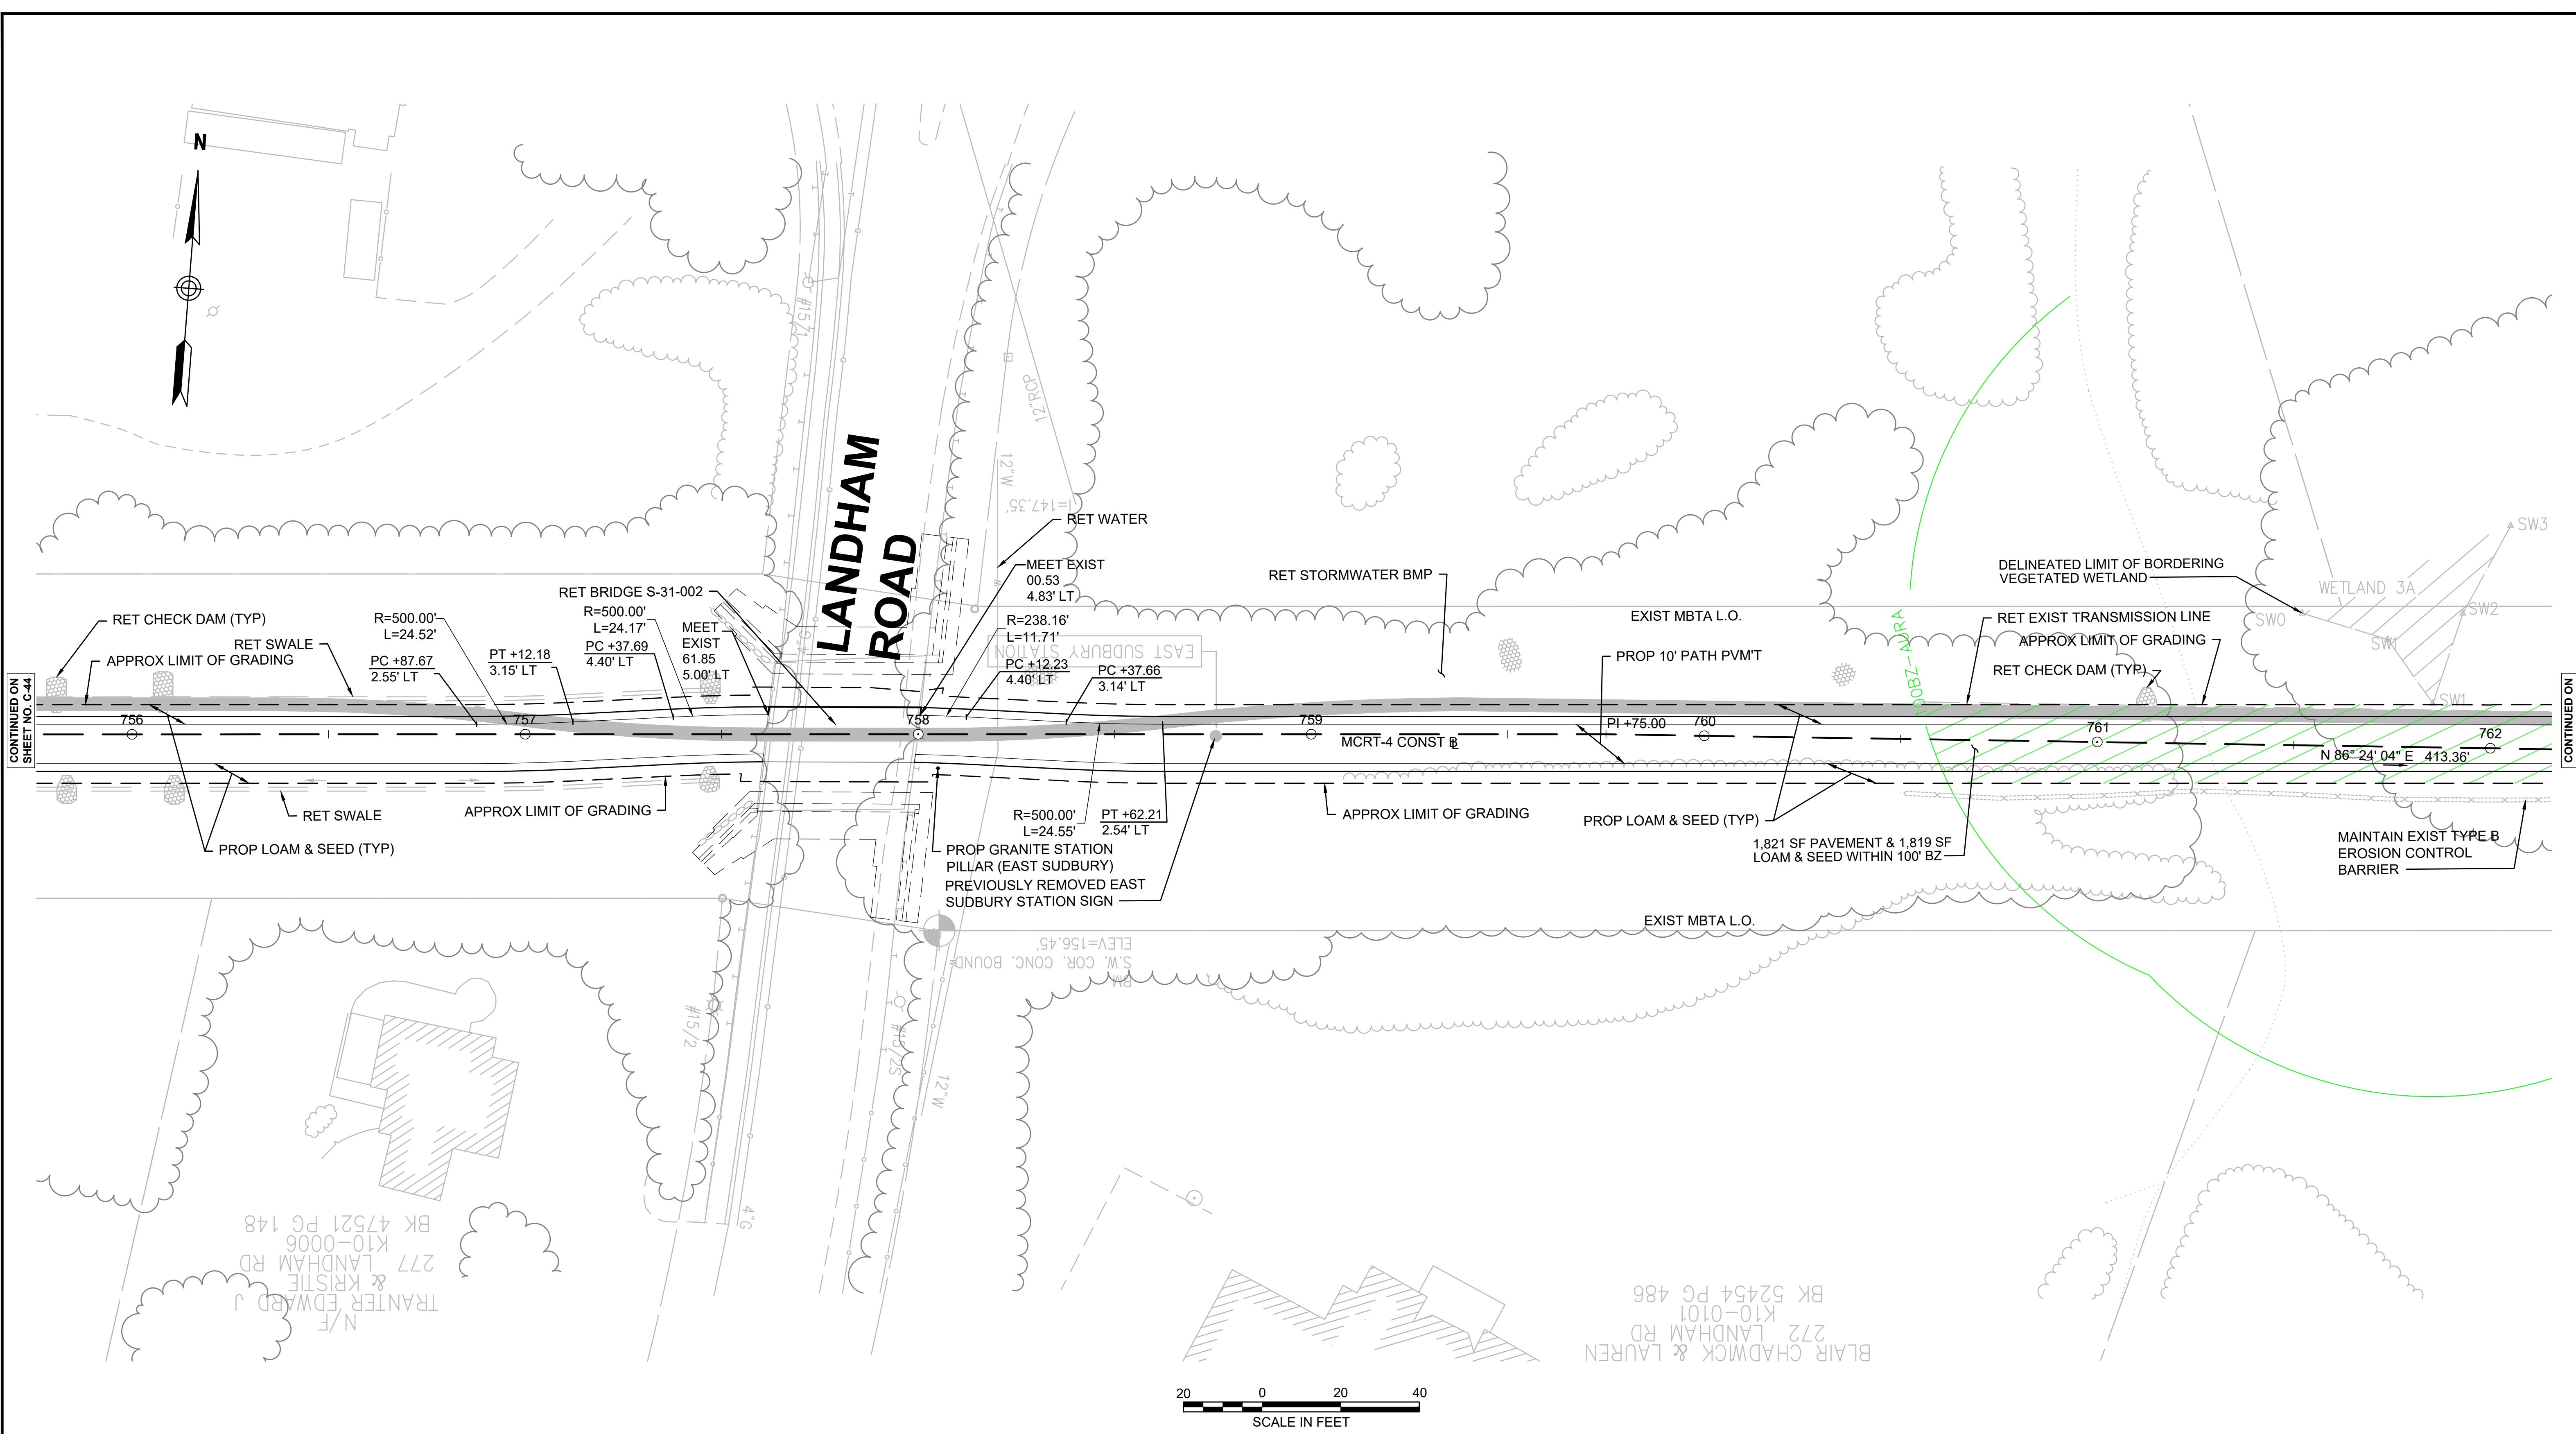 N
LANDHAM
ROAD
#15/1
12"RCP
12"W
I=147.35'
RET WATER
MEET EXIST
00.53
4.83' LT
RET BRIDGE S-31-002
RET STORMWATER BMP
DELINEATED LIMIT OF BORDERING
VEGETATED WETLAND
WETLAND 3A
SW3
SW2
SW0
SW1
SW1
RET CHECK DAM (TYP)
RET SWALE
APPROX LIMIT OF GRADING
R=500.00'
L=24.52'
PC +87.67
2.55' LT
PT +12.18
3.15' LT
R=500.00'
L=24.17'
PC +37.69
4.40' LT
MEET
EXIST
61.85
5.00' LT
4"G
R=238.16'
L=11.71'
EAST SUDBURY STATION
PC +12.23
4.40' LT
PC +37.66
3.14' LT
EXIST MBTA L.O.
PROP 10' PATH PVM'T
100BZ-AURA
RET EXIST TRANSMISSION LINE
APPROX LIMIT OF GRADING
RET CHECK DAM (TYP)
CONTINUED ON
SHEET NO. C-44
CONTINUED ON
756
757
758
759
MCRT-4 CONST BL
PI +75.00
760
761
762
N 86° 24' 04" E 413.36'
RET SWALE
APPROX LIMIT OF GRADING
PROP LOAM & SEED (TYP)
R=500.00'
L=24.55'
PT +62.21
2.54' LT
PROP GRANITE STATION
PILLAR (EAST SUDBURY)
PREVIOUSLY REMOVED EAST
SUDBURY STATION SIGN
APPROX LIMIT OF GRADING
PROP LOAM & SEED (TYP)
1,821 SF PAVEMENT & 1,819 SF
LOAM & SEED WITHIN 100' BZ
MAINTAIN EXIST TYPE B
EROSION CONTROL
BARRIER
EXIST MBTA L.O.
BM
S.W. COR. CONC. BOUND
ELEV=156.45'
#15/2
#15/2S
12"W
4"G
N/F
TRANTER EDWARD J
& KRISTIE
277 LANDHAM RD
K10-0006
BK 47521 PG 148
BLAIR CHADWICK & LAUREN
272 LANDHAM RD
K10-0101
BK 52454 PG 486
20 0 20 40
SCALE IN FEET